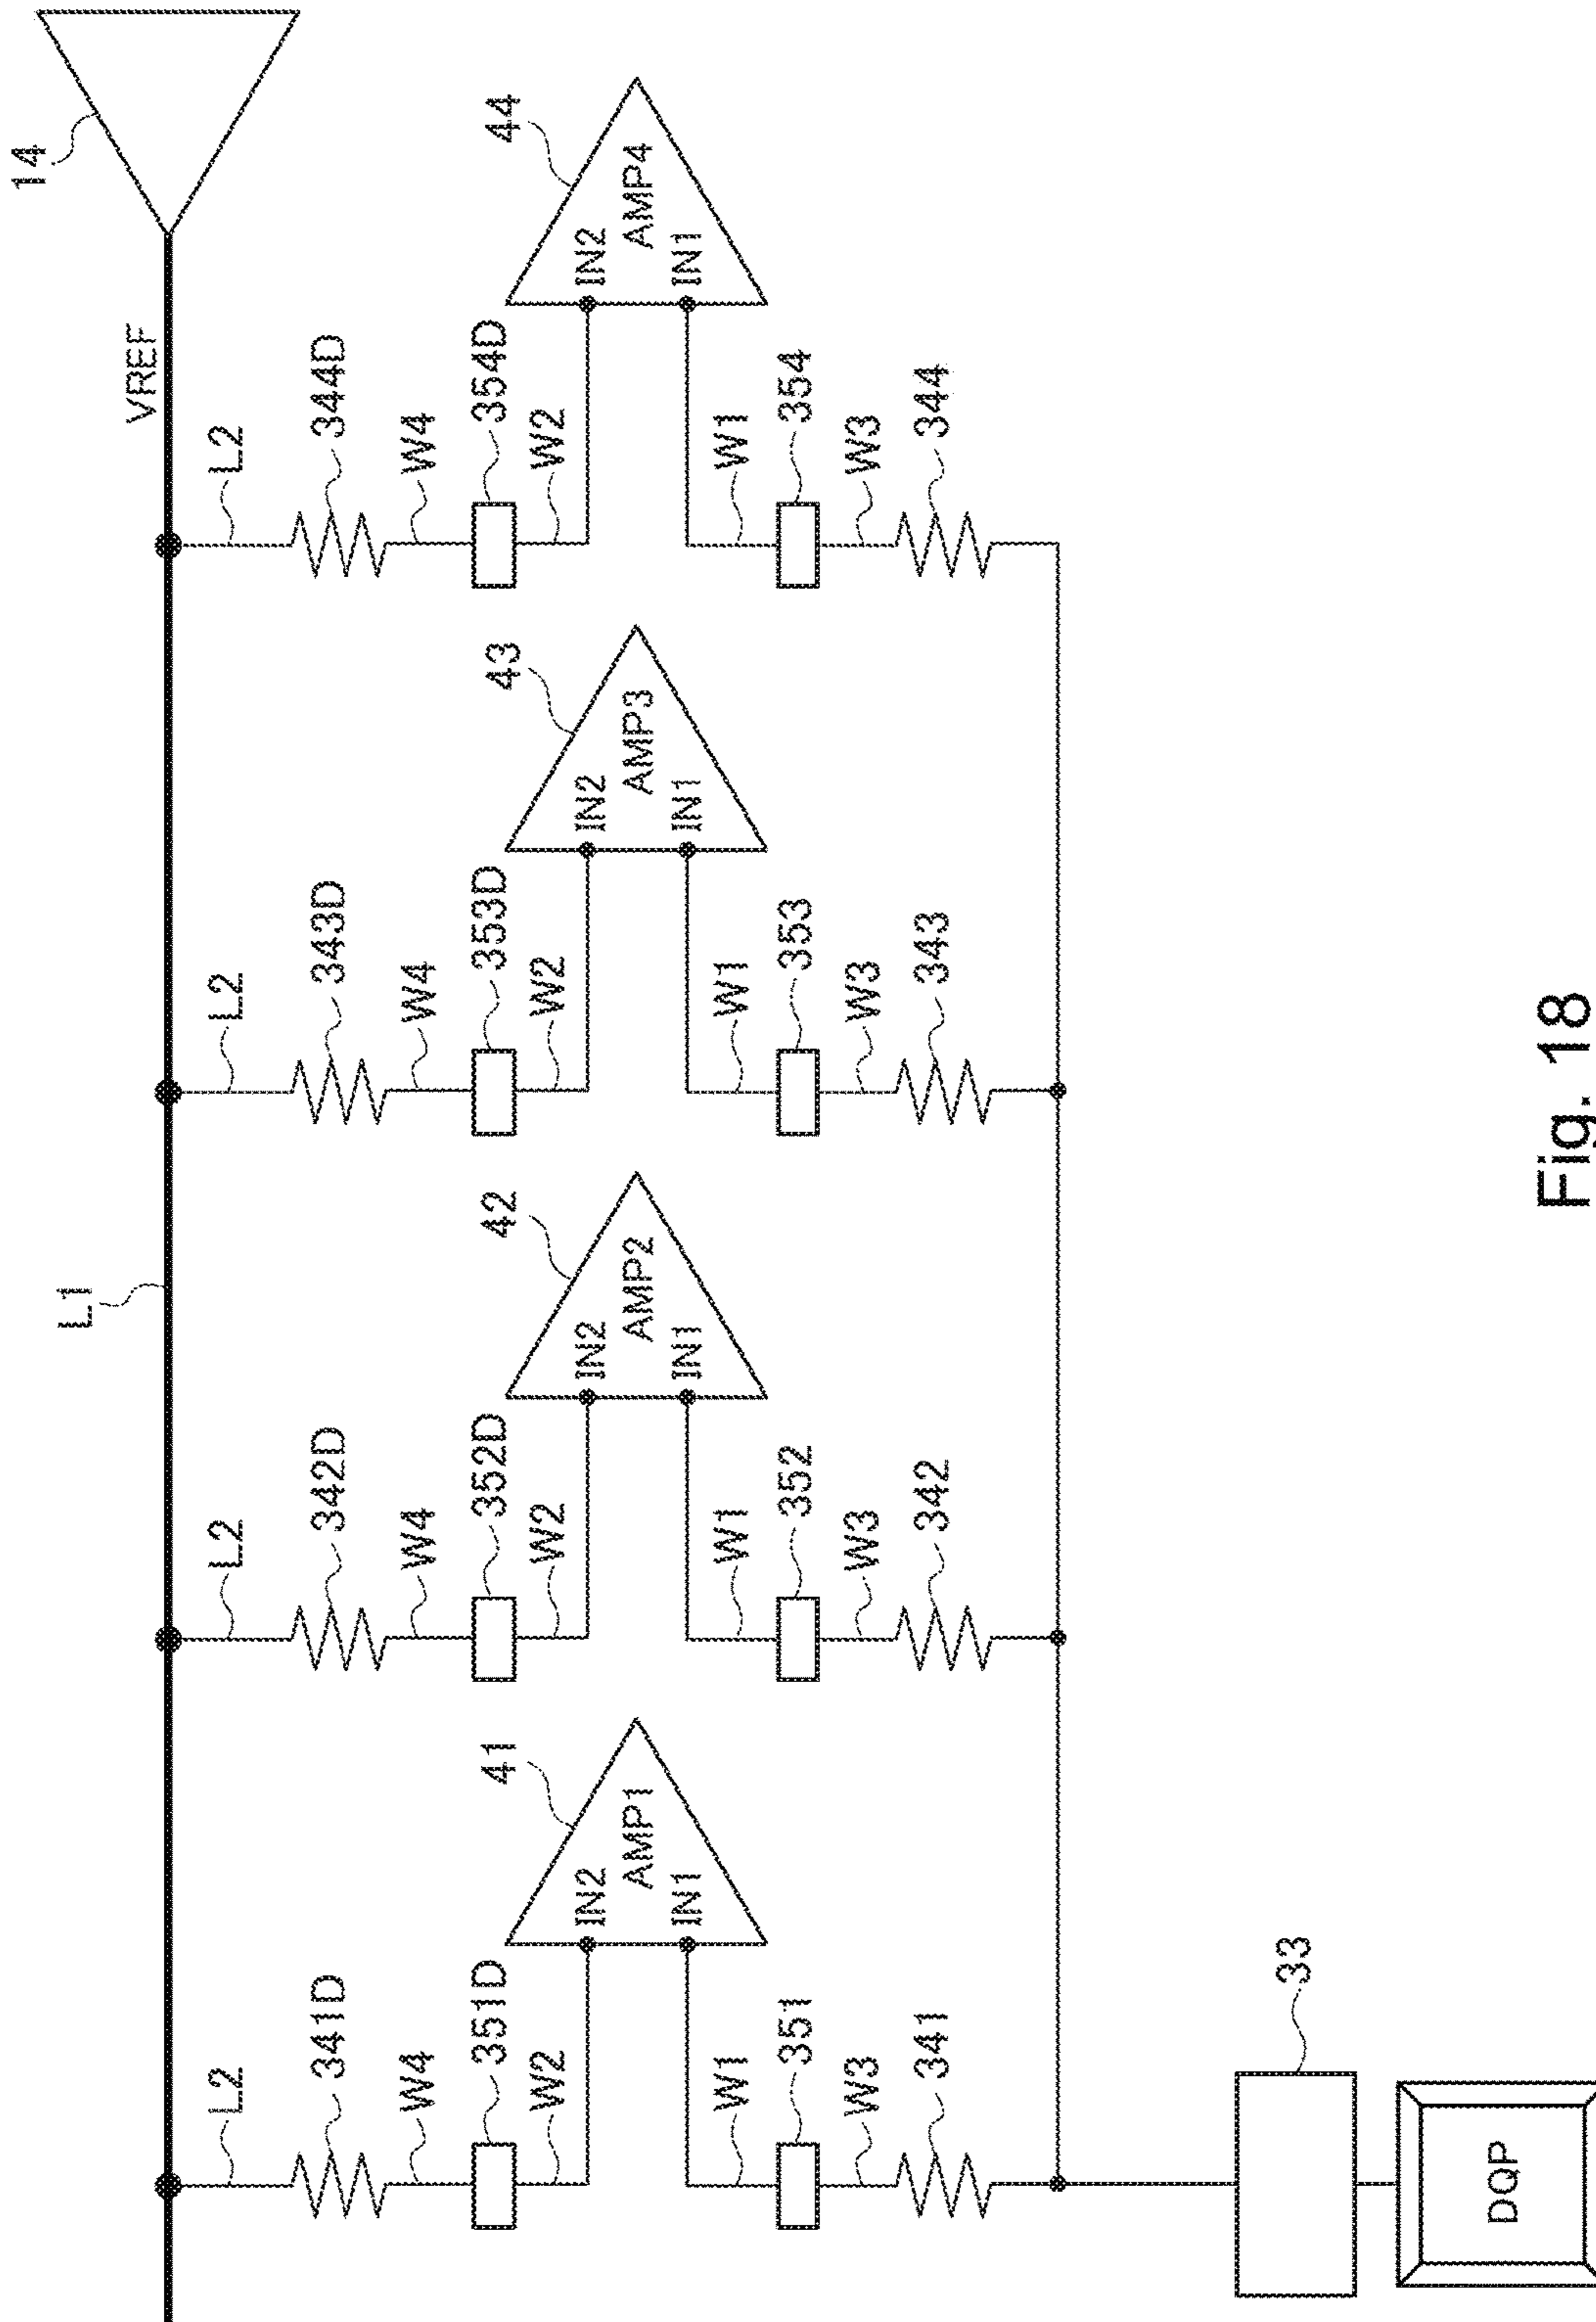 14
VREF
L1
L2
L2
L2
L2
341D
342D
343D
344D
W4
W4
W4
W4
351D
352D
353D
354D
W2
W2
W2
W2
41
42
43
44
IN2
IN2
IN2
IN2
AMP1
AMP2
AMP3
AMP4
IN1
IN1
IN1
IN1
W1
W1
W1
W1
351
352
353
354
W3
W3
W3
W3
341
342
343
344
33
DQP
Fig. 18